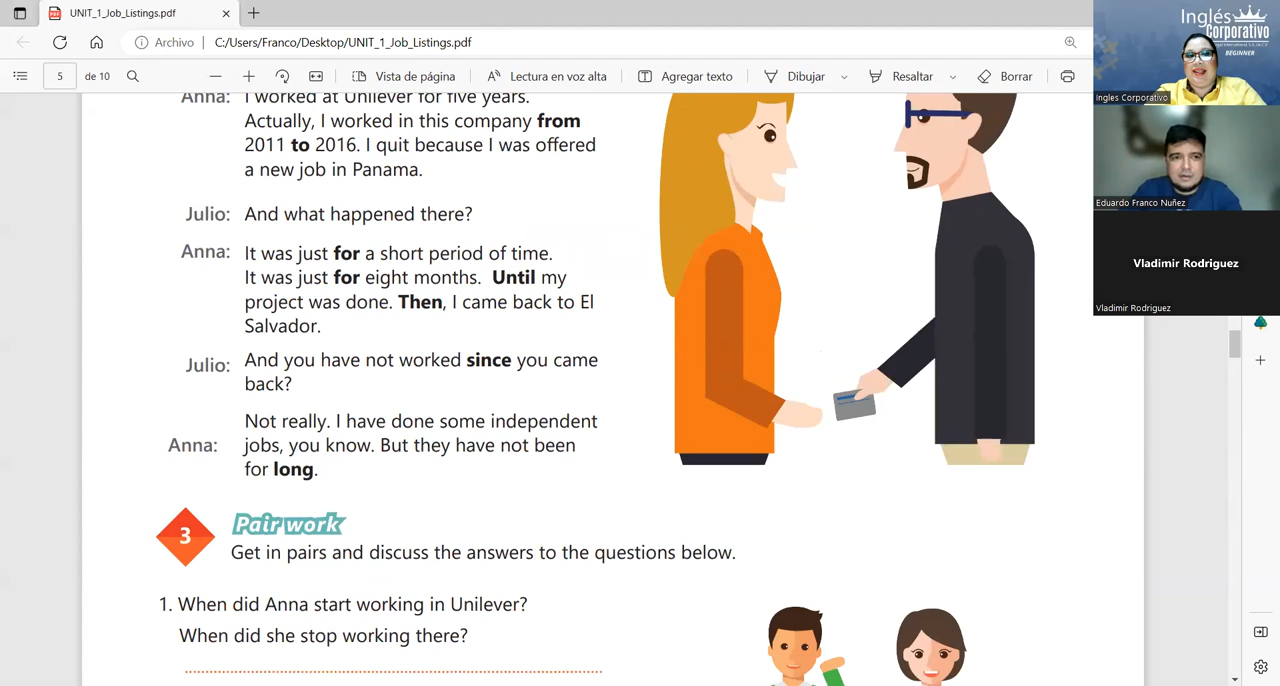 UNIT_1_Job_Listings.pdf
Archivo
C:/Users/Franco/Desktop/UNIT_1_Job_Listings.pdf
5
de 10
Vista de página
Lectura en voz alta
Agregar texto
Dibujar
Resaltar
Borrar
Anna: I worked at Unilever for five years.
Actually, I worked in this company from
2011 to 2016. I quit because I was offered
a new job in Panama.
Julio: And what happened there?
Anna: It was just for a short period of time.
It was just for eight months. Until my
project was done. Then, I came back to El
Salvador.
Julio: And you have not worked since you came
back?
Not really. I have done some independent
Anna: jobs, you know. But they have not been
for long.
3
Pair work
Get in pairs and discuss the answers to the questions below.
1. When did Anna start working in Unilever?
When did she stop working there?
Inglés
Corporativo
BEGINNER
Ingles Corporativo
Eduardo Franco Nuñez
Vladimir Rodriguez
Vladimir Rodriguez